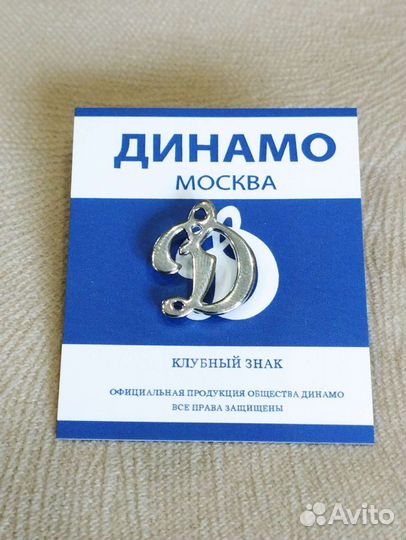 ДИНАМО
МОСКВА
Д
КЛУБНЫЙ ЗНАК
ОФИЦИАЛЬНАЯ ПРОДУКЦИЯ ОБЩЕСТВА ДИНАМО
ВСЕ ПРАВА ЗАЩИЩЕНЫ
Avito